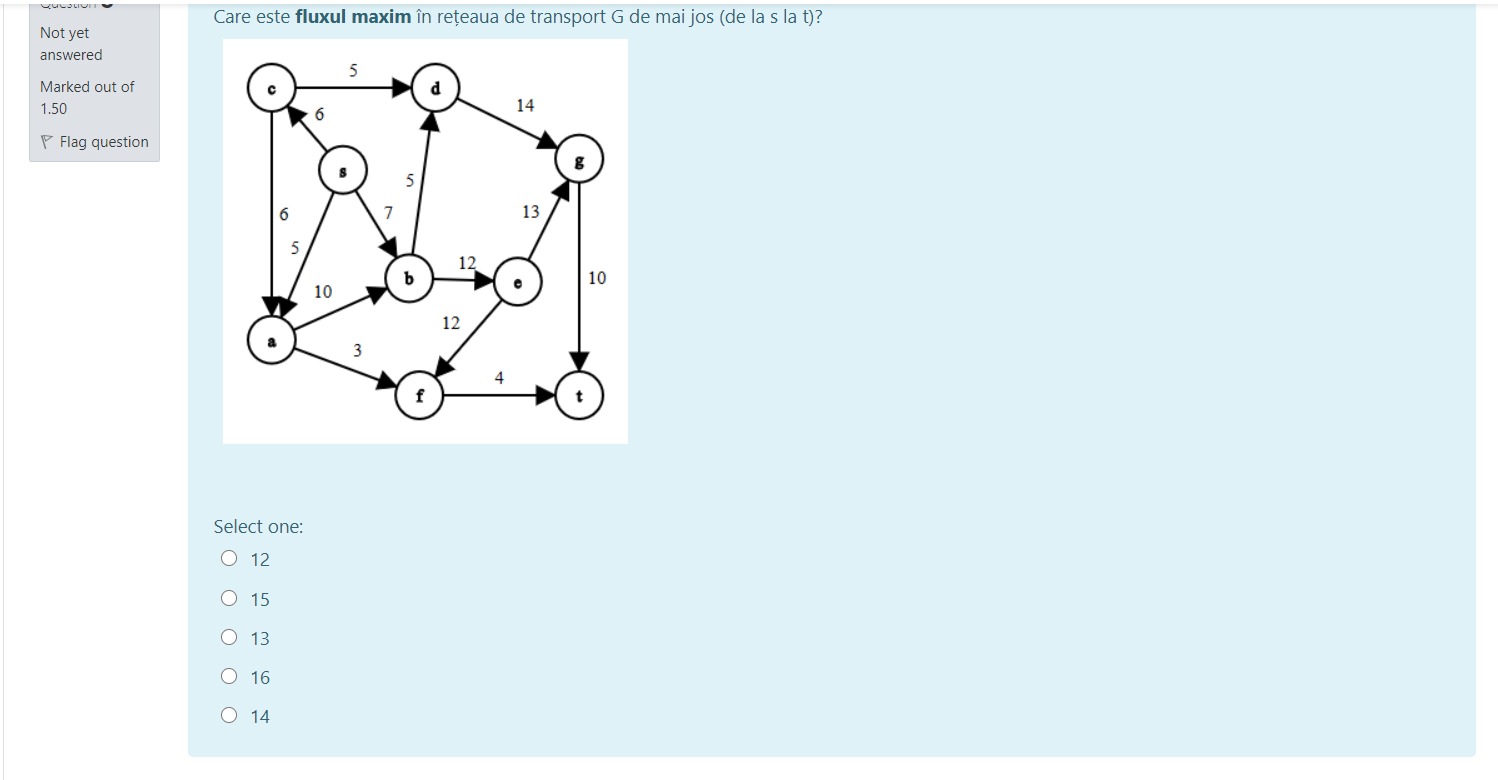 Question
Not yet
answered
Marked out of
1.50
Flag question
Care este fluxul maxim în rețeaua de transport G de mai jos (de la s la t)?
5
c
d
14
6
g
s
5
13
7
6
5
12
b
10
e
10
12
a
3
4
f
t
Select one:
12
15
13
16
14